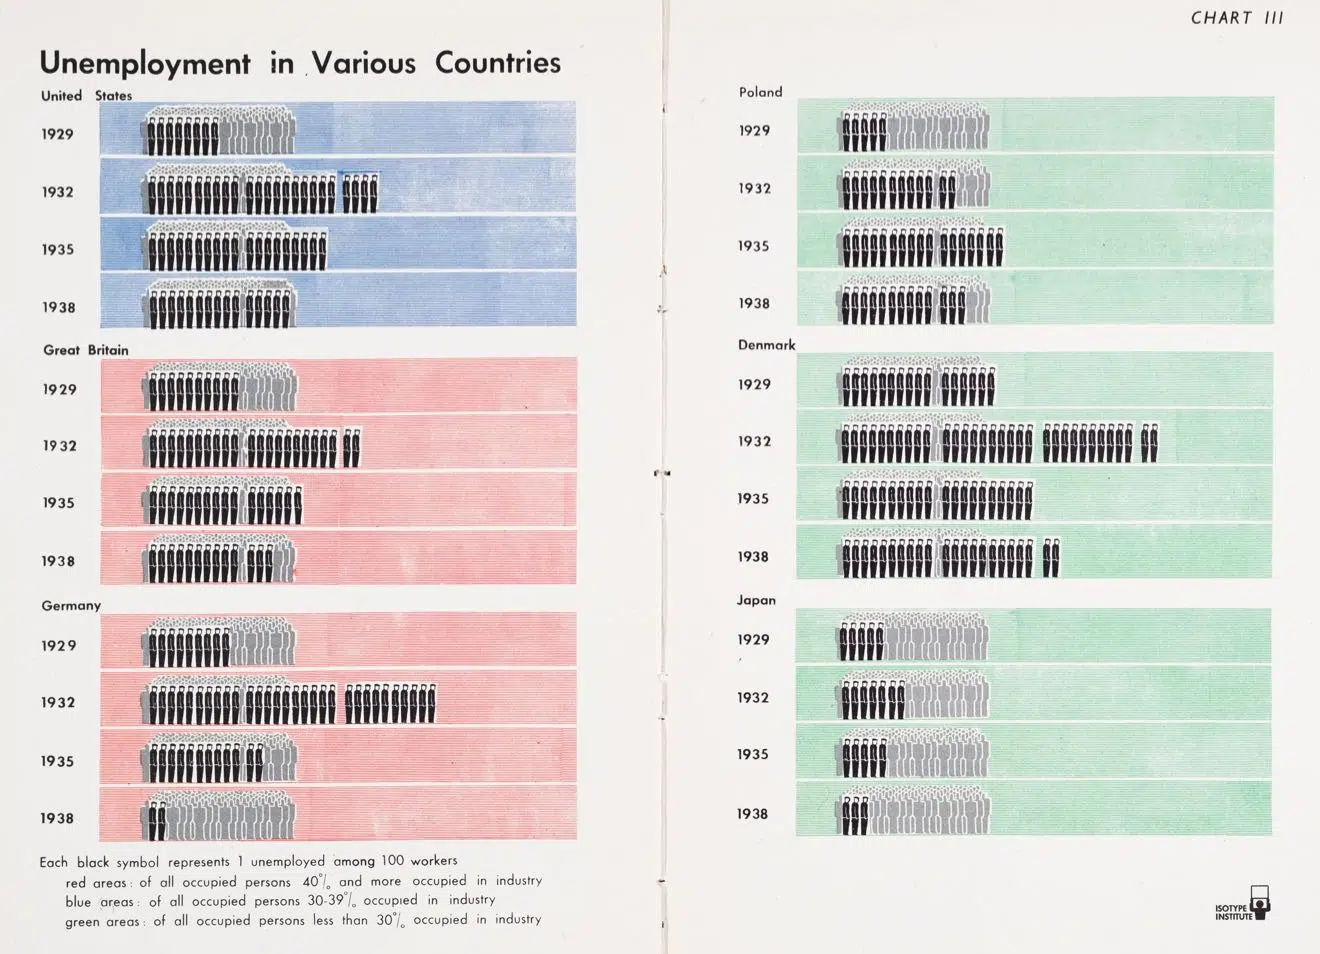 CHART III
Unemployment in Various Countries
United States
1929
1932
1935
1938
Great Britain
1929
1932
1935
1938
Germany
1929
1932
1935
1938
Each black symbol represents 1 unemployed among 100 workers
red areas: of all occupied persons 40% and more occupied in industry
blue areas: of all occupied persons 30-39% occupied in industry
green areas: of all occupied persons less than 30% occupied in industry
Poland
1929
1932
1935
1938
Denmark
1929
1932
1935
1938
Japan
1929
1932
1935
1938
ISOTYPE
INSTITUTE